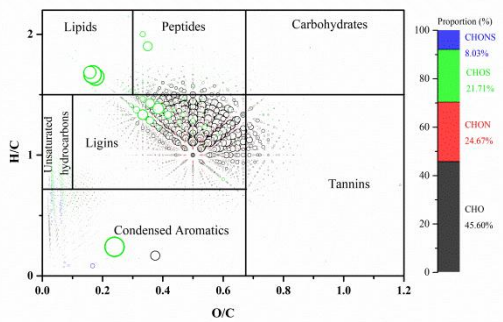 Lipids
Peptides
Carbohydrates
Unsaturated
hydrocarbons
Ligins
Tannins
Condensed Aromatics
H/C
2
1
0
0.0
0.2
0.4
0.6
0.8
1.0
1.2
O/C
Proportion (%)
100
80
60
40
20
0
CHONS
8.03%
CHOS
21.71%
CHON
24.67%
CHO
45.60%